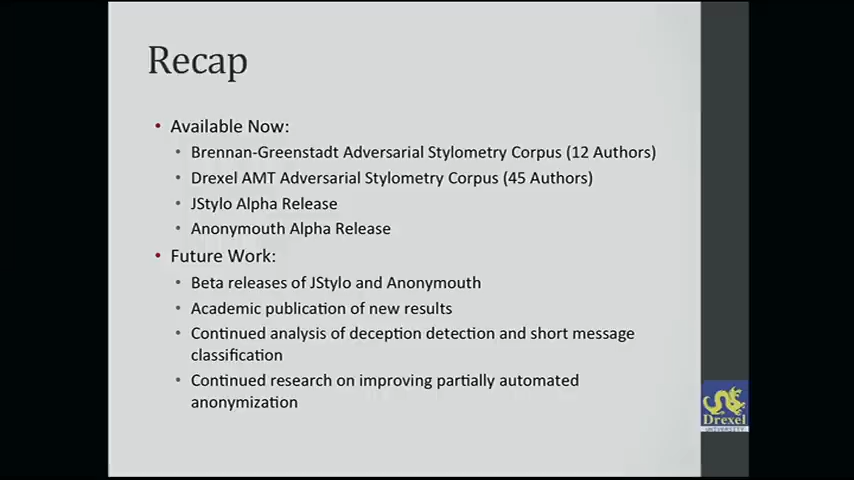 Recap
• Available Now:
• Brennan-Greenstadt Adversarial Stylometry Corpus (12 Authors)
• Drexel AMT Adversarial Stylometry Corpus (45 Authors)
• JStylo Alpha Release
• Anonymouth Alpha Release
• Future Work:
• Beta releases of JStylo and Anonymouth
• Academic publication of new results
• Continued analysis of deception detection and short message
classification
• Continued research on improving partially automated
anonymization
Drexel
UNIVERSITY